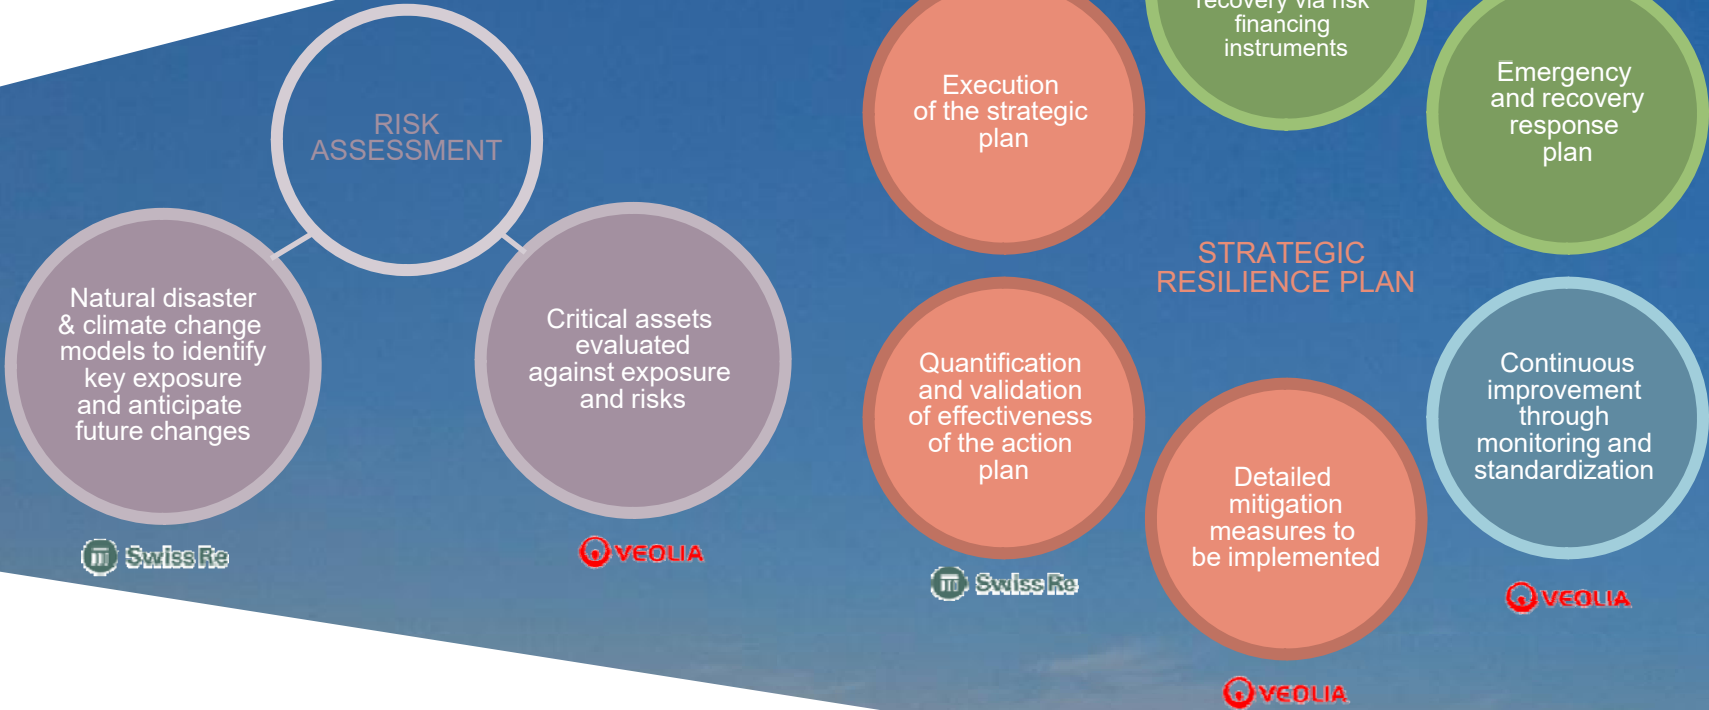 RISK
ASSESSMENT
Natural disaster
& climate change
models to identify
key exposure
and anticipate
future changes
Swiss Re
Critical assets
evaluated
against exposure
and risks
VEOLIA
recovery via risk
financing
instruments
Execution
of the strategic
plan
Emergency
and recovery
response
plan
STRATEGIC
RESILIENCE PLAN
Quantification
and validation
of effectiveness
of the action
plan
Swiss Re
Detailed
mitigation
measures to
be implemented
VEOLIA
Continuous
improvement
through
monitoring and
standardization
VEOLIA